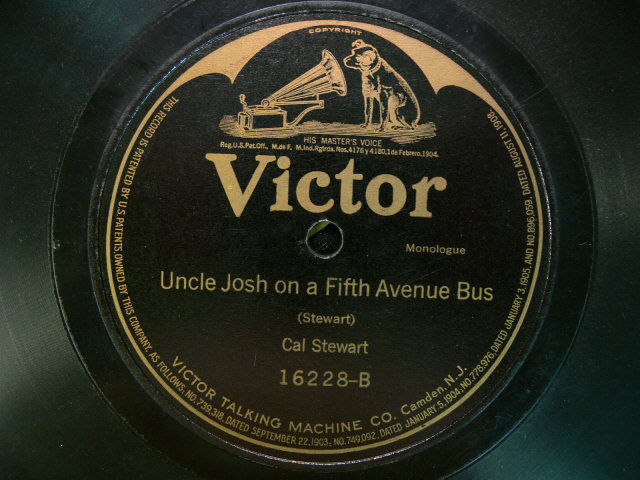 COPYRIGHT
HIS MASTER'S VOICE
Reg.U.S.Pat.Off., M.de F. M.Ind.Rgtrda. Nos.4176 y 4180,1 de Febrero, 1904.
Victor
Monologue
Uncle Josh on a Fifth Avenue Bus
(Stewart)
Cal Stewart
16228-B
VICTOR TALKING MACHINE CO. Camden, N.J.
THIS RECORD IS PATENTED BY U.S. PATENTS, OWNED BY THIS COMPANY, AS FOLLOWS: NO. 739,318, DATED SEPTEMBER 22, 1903, NO. 749,092, DATED JANUARY 5, 1904, NO. 778,976, DATED JANUARY 3, 1905, AND NO. 896,059, DATED AUGUST 11, 1908